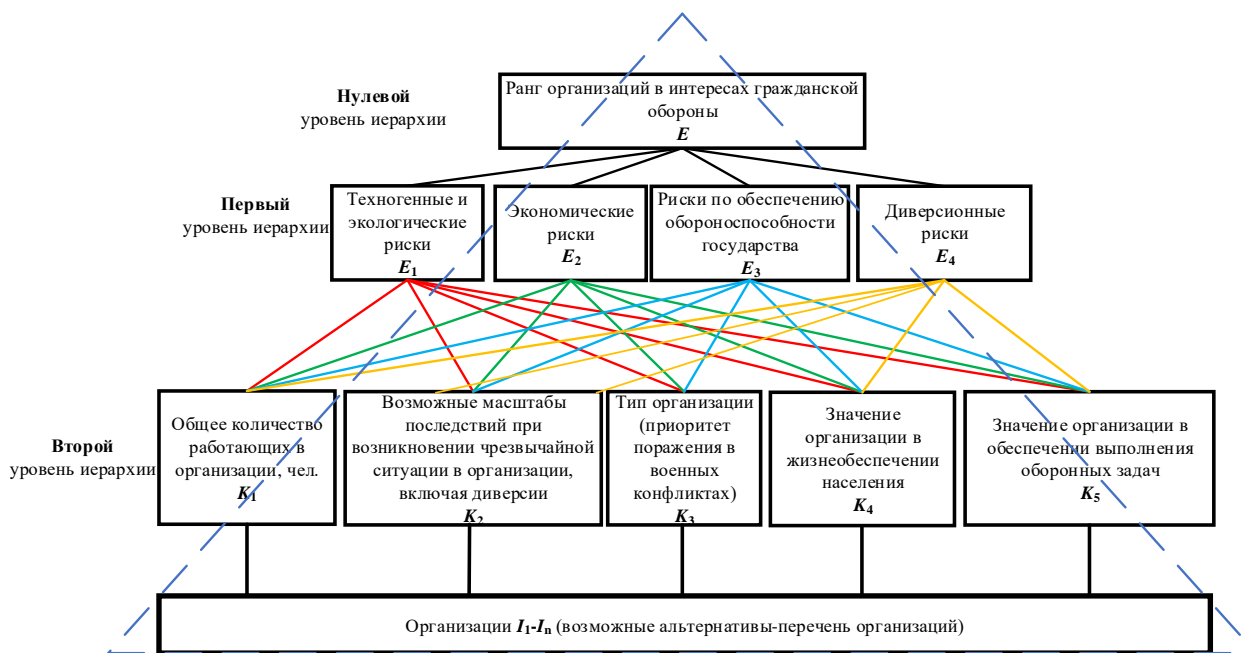 Нулевой
уровень иерархии
Ранг организаций в интересах гражданской
обороны
E
Первый
уровень иерархии
Техногенные и
экологические
риски
E1
Экономические
риски
E2
Риски по обеспечению
обороноспособности
государства
E3
Диверсионные
риски
E4
Второй
уровень иерархии
Общее количество
работающих в
организации, чел.
K1
Возможные масштабы
последствий при
возникновении чрезвычайной
ситуации в организации,
включая диверсии
K2
Тип организации
(приоритет
поражения в
военных
конфликтах)
K3
Значение
организации в
жизнеобеспечении
населения
K4
Значение организации в
обеспечении выполнения
оборонных задач
K5
Организации I1-In (возможные альтернативы-перечень организаций)